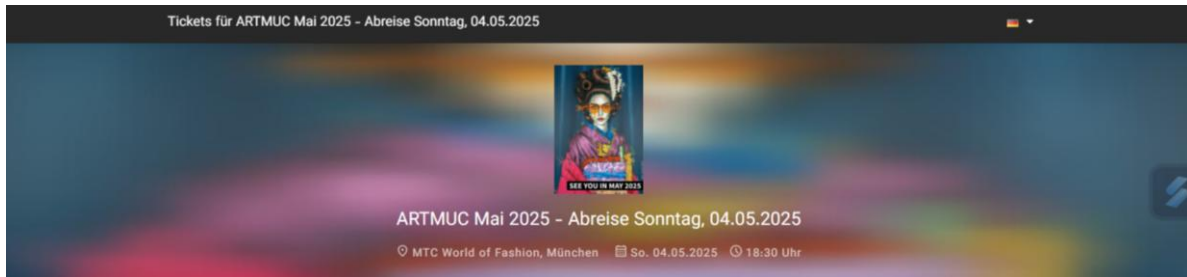 Tickets für ARTMUC Mai 2025 - Abreise Sonntag, 04.05.2025
SEE YOU IN MAY 2025
ARTMUC Mai 2025 - Abreise Sonntag, 04.05.2025
MTC World of Fashion, München So. 04.05.2025 18:30 Uhr